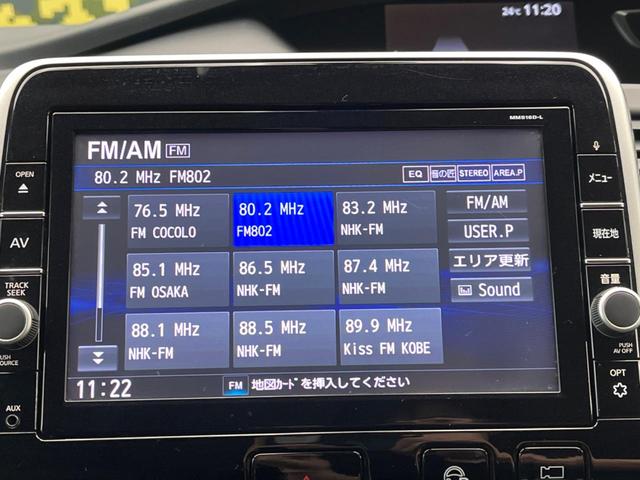 24℃ 11:20
MM516D-L
FM/AM FM
80.2 MHz FM802
EQ 音の匠 STEREO AREA.P
76.5 MHz
FM COCOLO
80.2 MHz
FM802
83.2 MHz
NHK-FM
85.1 MHz
FM OSAKA
86.5 MHz
NHK-FM
87.4 MHz
NHK-FM
88.1 MHz
NHK-FM
88.5 MHz
NHK-FM
89.9 MHz
Kiss FM KOBE
FM/AM
USER.P
エリア更新
Sound
11:22
FM 地図ｶｰﾄﾞを挿入してください
OPEN
AV
TRACK
SEEK
PUSH
SOURCE
AUX
メニュー
現在地
音量
PUSH
AV OFF
OPT